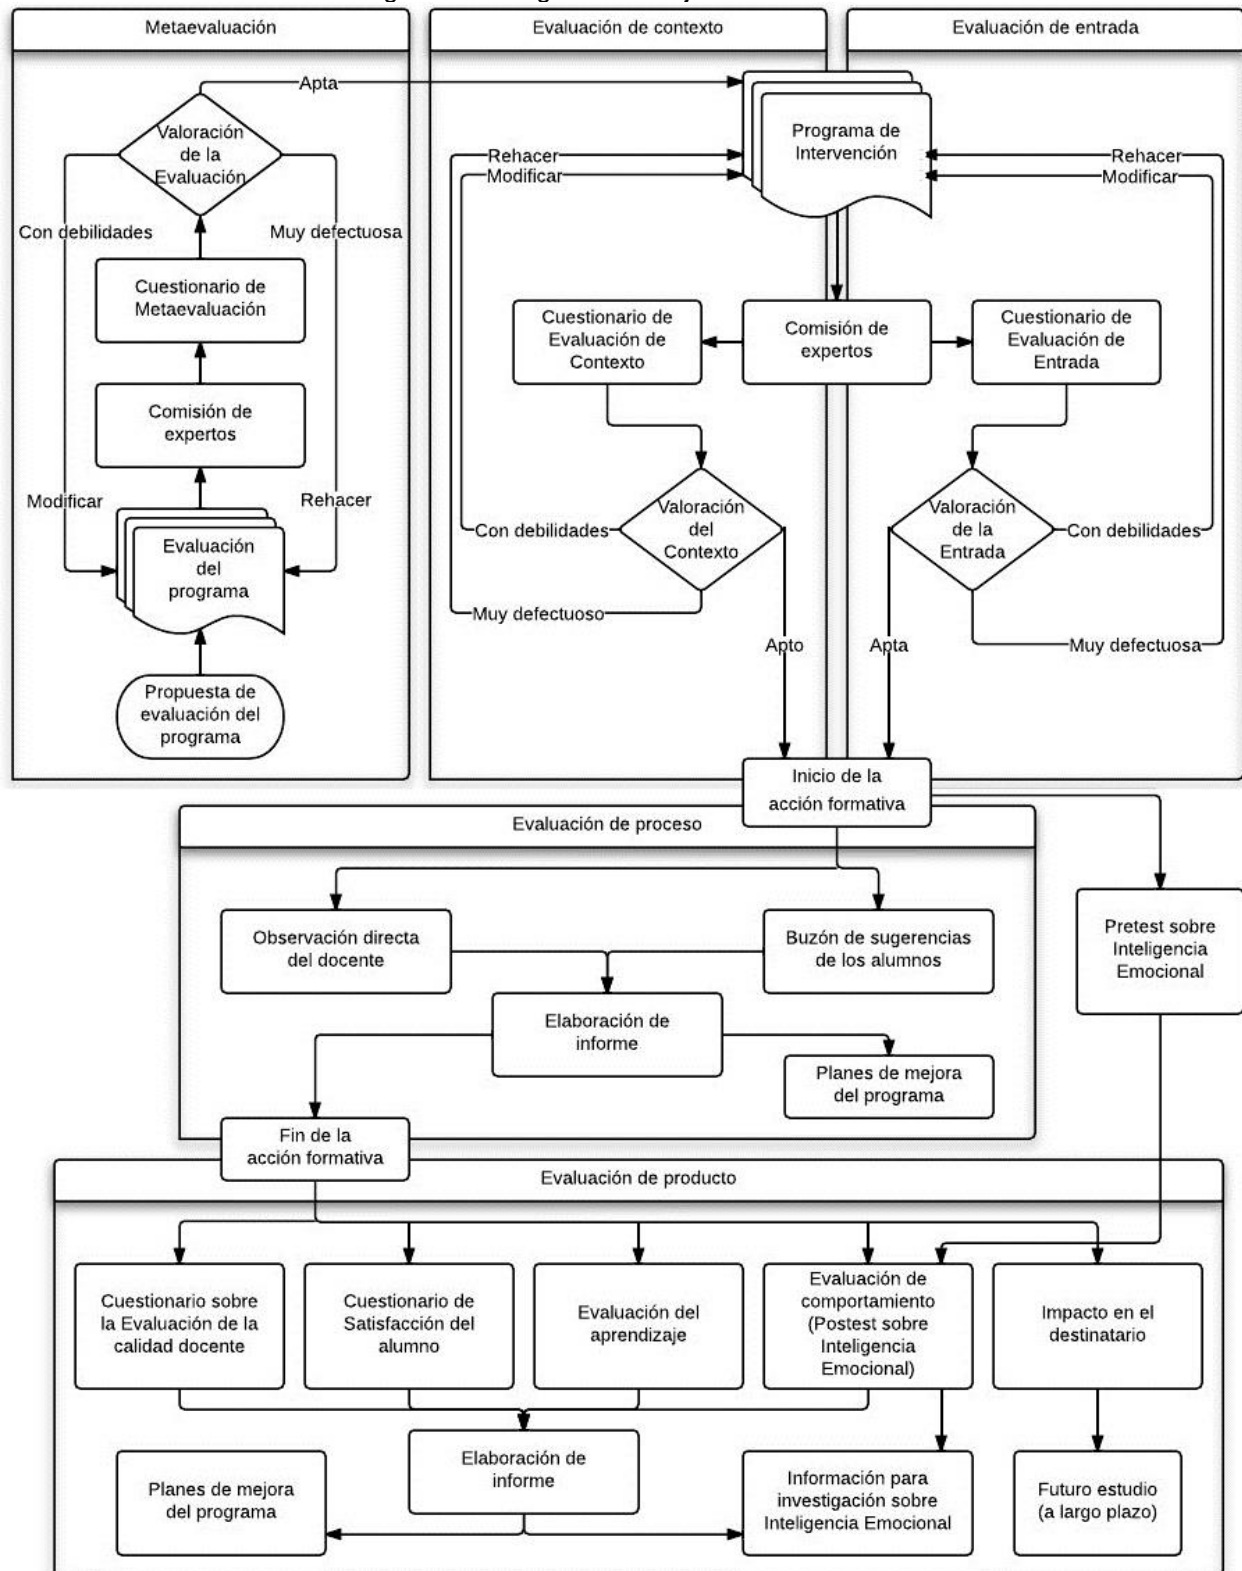 Metaevaluación
Evaluación de contexto
Evaluación de entrada
Apta
Valoración
de la
Evaluación
Con debilidades
Muy defectuosa
Cuestionario de
Metaevaluación
Comisión de
expertos
Modificar
Rehacer
Evaluación
del
programa
Propuesta de
evaluación del
programa
Programa de
Intervención
Rehacer
Modificar
Rehacer
Modificar
Cuestionario de
Evaluación de
Contexto
Comisión de
expertos
Cuestionario de
Evaluación de
Entrada
Valoración
del
Contexto
Con debilidades
Muy defectuoso
Apto
Valoración
de la
Entrada
Con debilidades
Muy defectuosa
Apta
Inicio de la
acción formativa
Evaluación de proceso
Observación directa
del docente
Buzón de sugerencias
de los alumnos
Pretest sobre
Inteligencia
Emocional
Elaboración de
informe
Planes de mejora
del programa
Fin de la
acción formativa
Evaluación de producto
Cuestionario sobre
la Evaluación de la
calidad docente
Cuestionario de
Satisfacción del
alumno
Evaluación del
aprendizaje
Evaluación de
comportamiento
(Postest sobre
Inteligencia
Emocional)
Impacto en el
destinatario
Elaboración de
informe
Planes de mejora
del programa
Información para
investigación sobre
Inteligencia Emocional
Futuro estudio
(a largo plazo)